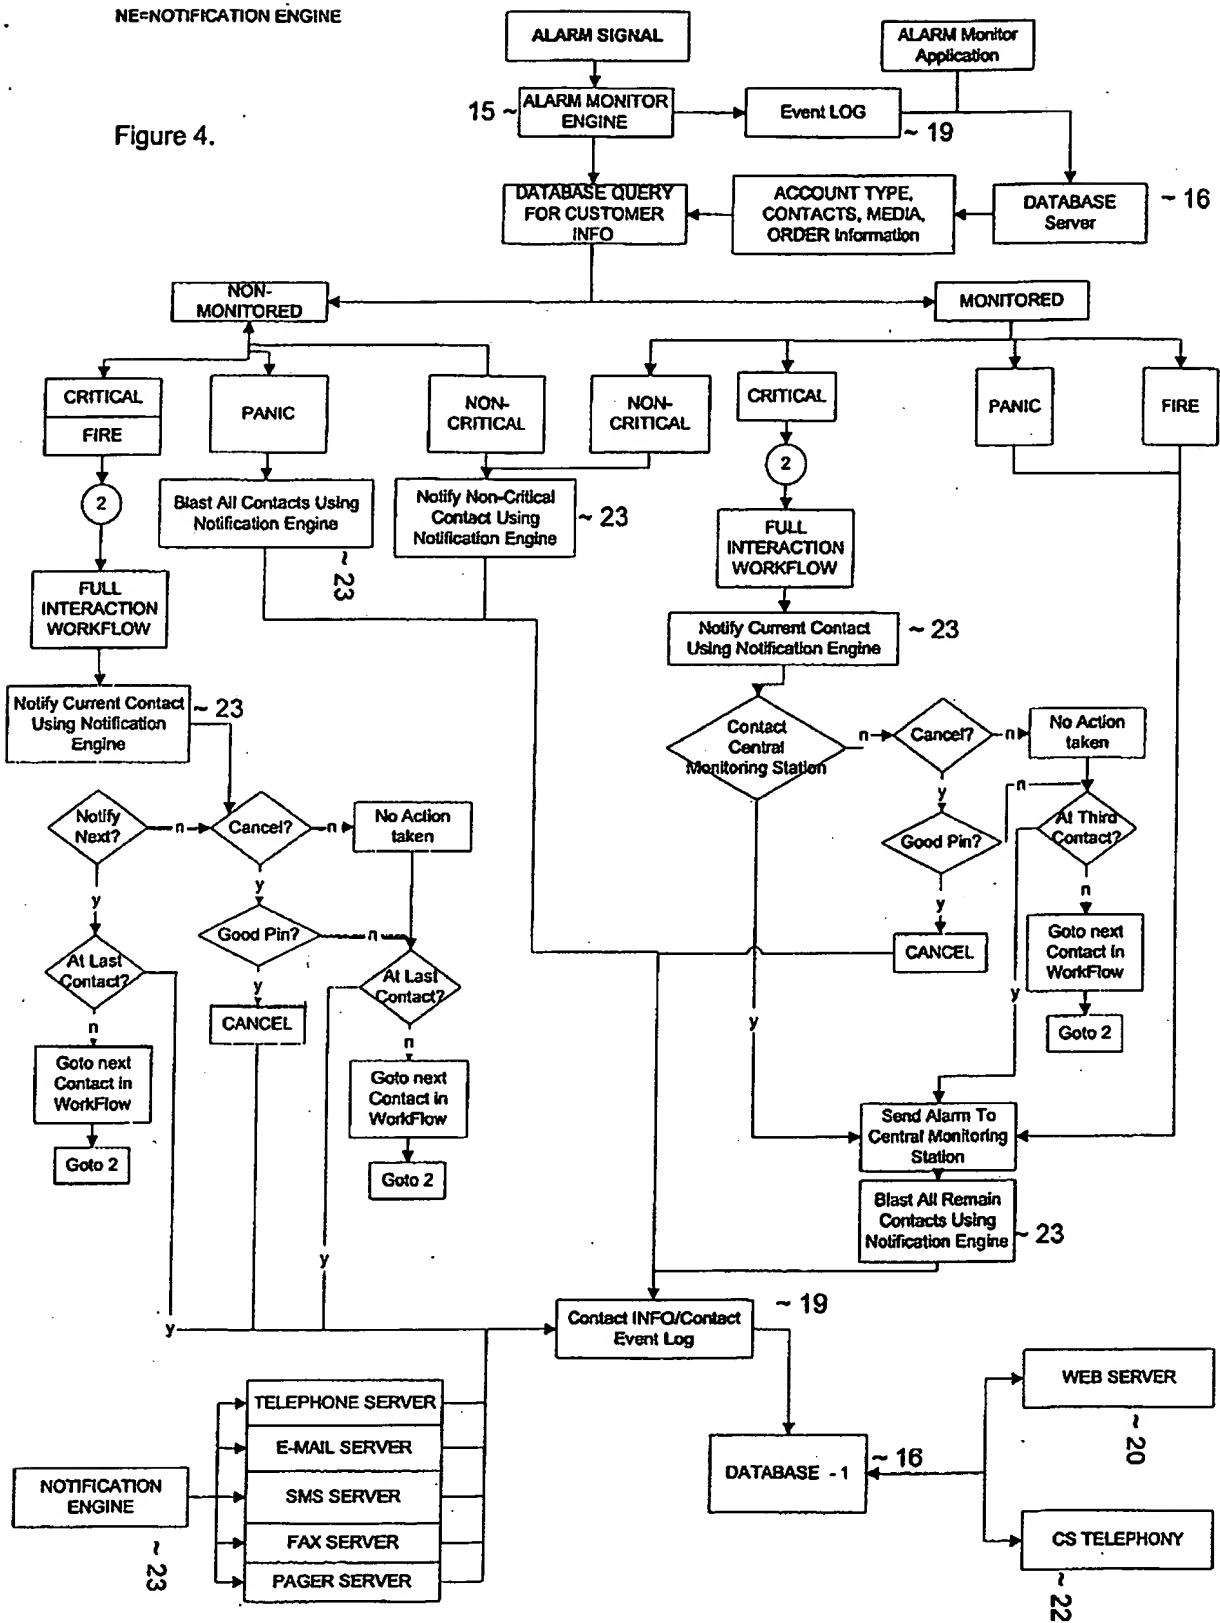 NE=NOTIFICATION ENGINE
Figure 4.
ALARM SIGNAL
ALARM Monitor
Application
15 ~
ALARM MONITOR
ENGINE
Event LOG
~ 19
DATABASE QUERY
FOR CUSTOMER
INFO
ACCOUNT TYPE,
CONTACTS, MEDIA,
ORDER Information
DATABASE
Server
~ 16
NON-
MONITORED
MONITORED
CRITICAL
FIRE
PANIC
NON-
CRITICAL
NON-
CRITICAL
CRITICAL
PANIC
FIRE
2
Blast All Contacts Using
Notification Engine
~ 23
Notify Non-Critical
Contact Using
Notification Engine
~ 23
2
FULL
INTERACTION
WORKFLOW
FULL
INTERACTION
WORKFLOW
Notify Current Contact
Using Notification Engine
~ 23
Notify Current Contact
Using Notification
Engine
~ 23
Contact
Central
Monitoring Station
n
Cancel?
n
No Action
taken
y
n
Good Pin?
At Third
Contact?
y
n
CANCEL
Goto next
Contact in
WorkFlow
y
y
Goto 2
Notify
Next?
n
Cancel?
n
No Action
taken
y
y
Good Pin?
n
At Last
Contact?
y
At Last
Contact?
n
CANCEL
n
Goto next
Contact in
WorkFlow
Goto next
Contact in
WorkFlow
Goto 2
Goto 2
Send Alarm To
Central Monitoring
Station
Blast All Remain
Contacts Using
Notification Engine
~ 23
y
y
Contact INFO/Contact
Event Log
~ 19
TELEPHONE SERVER
E-MAIL SERVER
SMS SERVER
FAX SERVER
PAGER SERVER
NOTIFICATION
ENGINE
~ 23
DATABASE - 1
~ 16
WEB SERVER
~ 20
CS TELEPHONY
~ 22